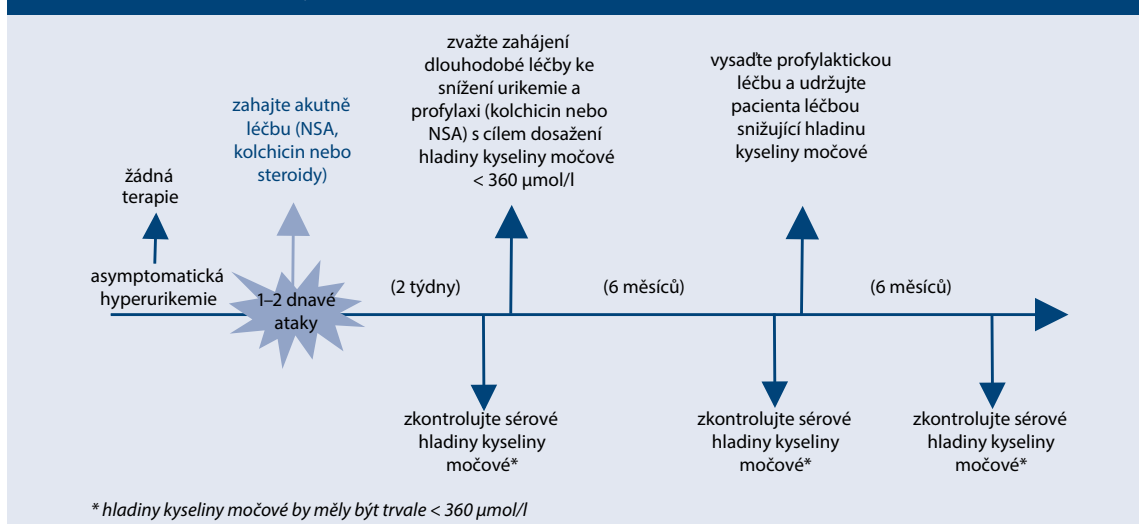 zvažte zahájení
dlouhodobé léčby ke
snížení urikemie a
profylaxi (kolchicin nebo
NSA) s cílem dosažení
hladiny kyseliny močové
< 360 µmol/l
vysaďte profylaktickou
léčbu a udržujte
pacienta léčbou
snižující hladinu
kyseliny močové
zahajte akutně
léčbu (NSA,
kolchicin nebo
steroidy)
žádná
terapie
asymptomatická
hyperurikemie
1–2 dnavé
ataky
(2 týdny)
(6 měsíců)
(6 měsíců)
zkontrolujte sérové
hladiny kyseliny
močové*
zkontrolujte sérové
hladiny kyseliny
močové*
zkontrolujte sérové
hladiny kyseliny
močové*
* hladiny kyseliny močové by měly být trvale < 360 µmol/l